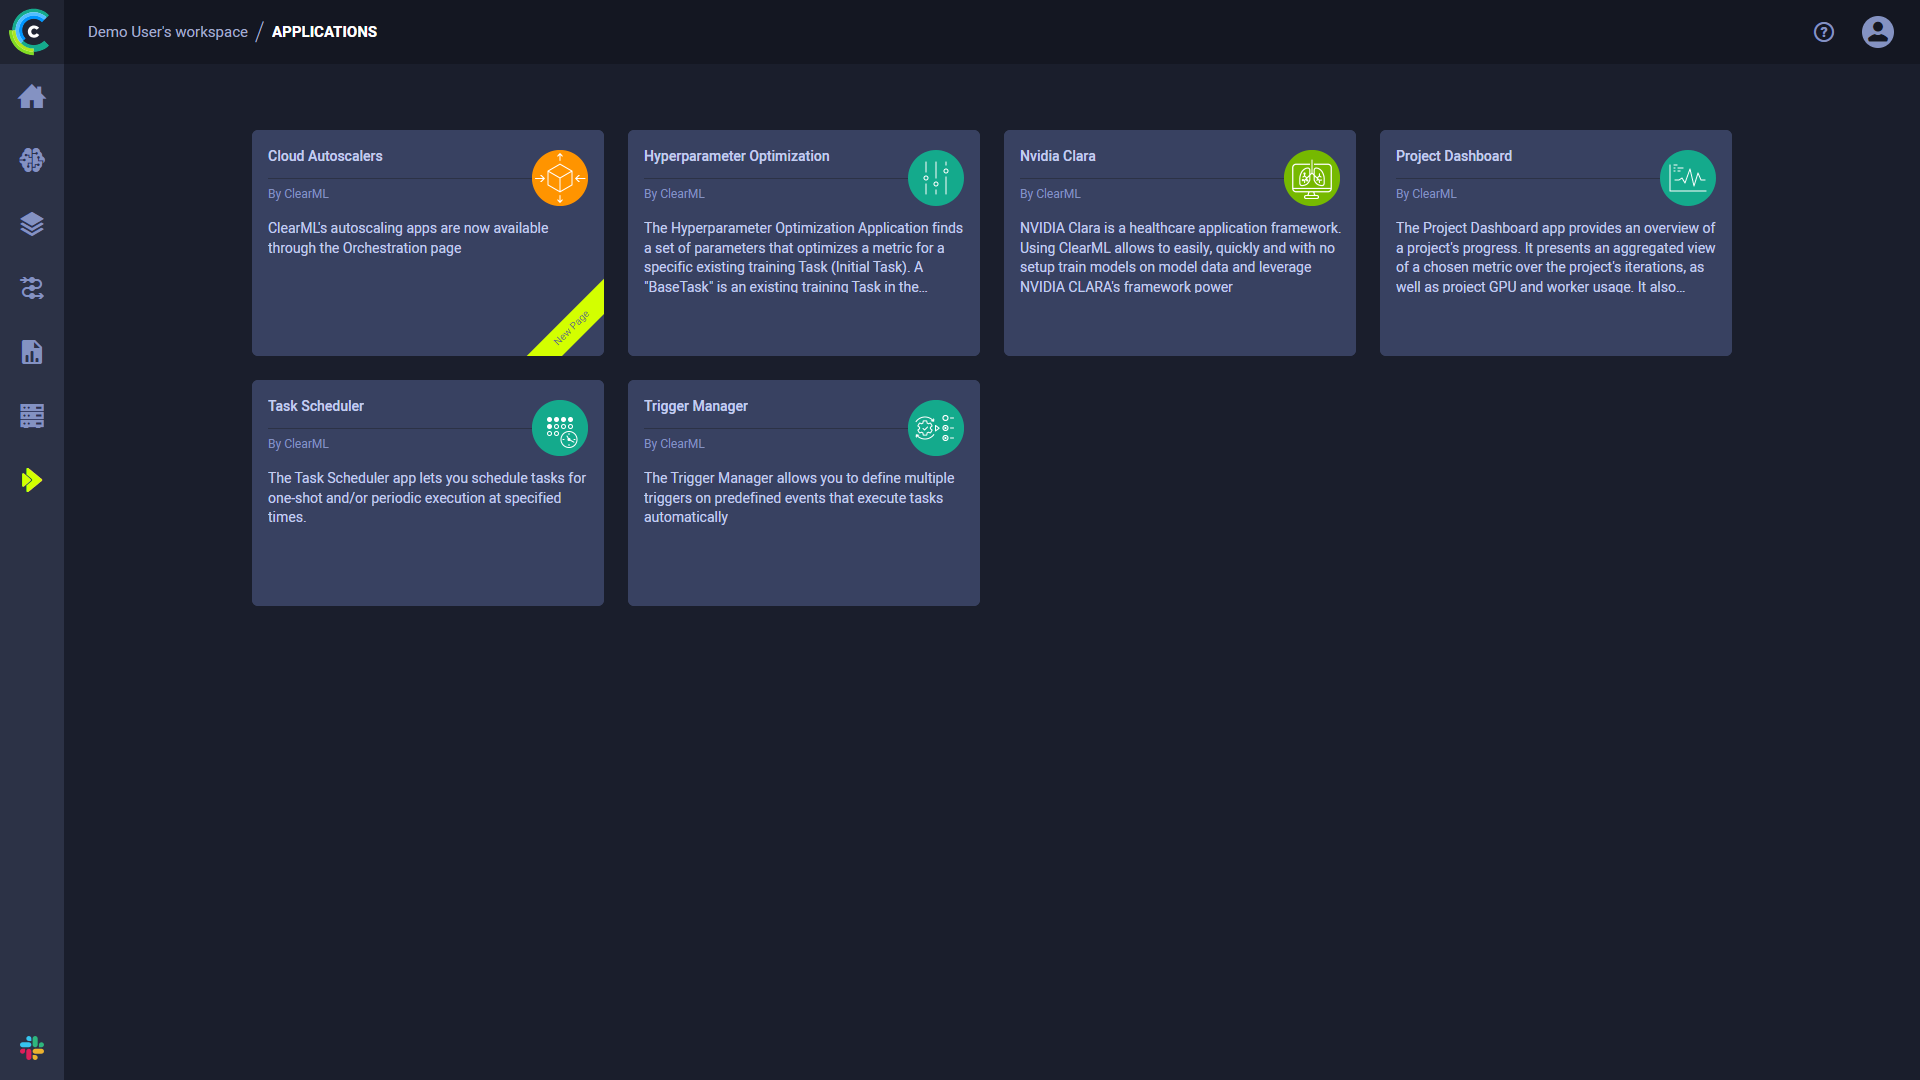 Demo User's workspace / APPLICATIONS
Cloud Autoscalers
By ClearML
ClearML's autoscaling apps are now available
through the Orchestration page
New Page
Hyperparameter Optimization
By ClearML
The Hyperparameter Optimization Application finds
a set of parameters that optimizes a metric for a
specific existing training Task (Initial Task). A
"BaseTask" is an existing training Task in the...
Nvidia Clara
By ClearML
NVIDIA Clara is a healthcare application framework.
Using ClearML allows to easily, quickly and with no
setup train models on model data and leverage
NVIDIA CLARA's framework power
Project Dashboard
By ClearML
The Project Dashboard app provides an overview of
a project's progress. It presents an aggregated view
of a chosen metric over the project's iterations, as
well as project GPU and worker usage. It also...
Task Scheduler
By ClearML
The Task Scheduler app lets you schedule tasks for
one-shot and/or periodic execution at specified
times.
Trigger Manager
By ClearML
The Trigger Manager allows you to define multiple
triggers on predefined events that execute tasks
automatically